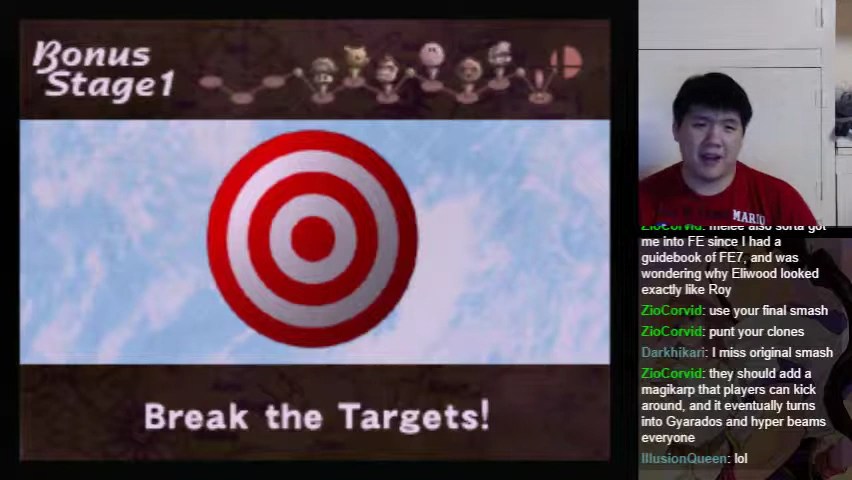 Bonus
Stage1
Break the Targets!
MARIO
ZioCorvid: melee also sorta got
me into FE since I had a
guidebook of FE7, and was
wondering why Eliwood looked
exactly like Roy
ZioCorvid: use your final smash
ZioCorvid: punt your clones
Darkhikari: I miss original smash
ZioCorvid: they should add a
magikarp that players can kick
around, and it eventually turns
into Gyarados and hyper beams
everyone
IllusionQueen: lol